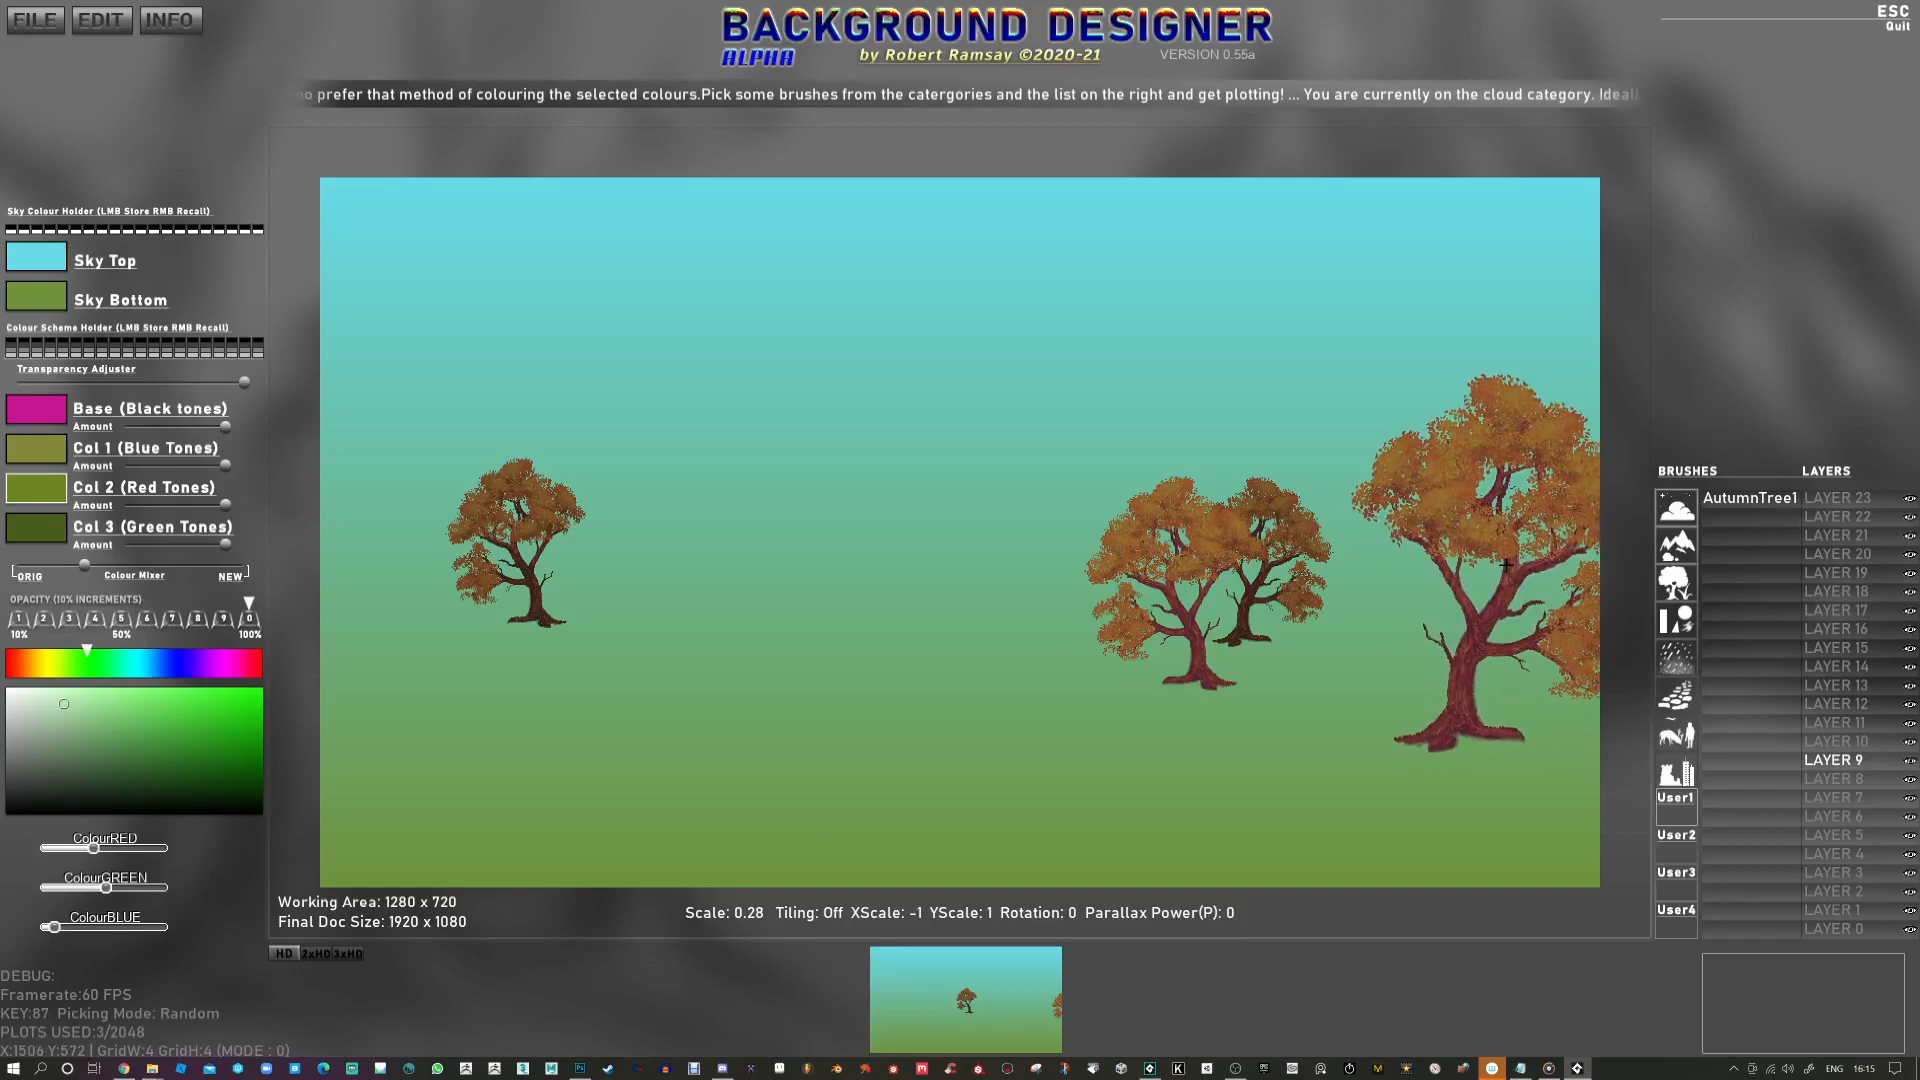 FILE EDIT INFO
BACKGROUND DESIGNER
ALPHA by Robert Ramsay ©2020-21 VERSION 0.55a
ESC
Quit
prefer that method of colouring the selected colours.Pick some brushes from the catergories and the list on the right and get plotting! ... You are currently on the cloud category. Ideall
Sky Colour Holder (LMB Store RMB Recall)
Sky Top
Sky Bottom
Colour Scheme Holder (LMB Store RMB Recall)
Transparency Adjuster
Base (Black tones)
Amount
Col 1 (Blue Tones)
Amount
Col 2 (Red Tones)
Amount
Col 3 (Green Tones)
Amount
ORIG Colour Mixer NEW
OPACITY (10% INCREMENTS)
1 2 3 4 5 6 7 8 9 0
10% 50% 100%
ColourRED
ColourGREEN
ColourBLUE
BRUSHES LAYERS
AutumnTree1 LAYER 23
LAYER 22
LAYER 21
LAYER 20
LAYER 19
LAYER 18
LAYER 17
LAYER 16
LAYER 15
LAYER 14
LAYER 13
LAYER 12
LAYER 11
LAYER 10
LAYER 9
LAYER 8
User1 LAYER 7
LAYER 6
User2 LAYER 5
LAYER 4
User3 LAYER 3
LAYER 2
User4 LAYER 1
LAYER 0
Working Area: 1280 x 720
Final Doc Size: 1920 x 1080
Scale: 0.28 Tiling: Off XScale: -1 YScale: 1 Rotation: 0 Parallax Power(P): 0
HD 2xHD 3xHD
DEBUG:
Framerate:60 FPS
KEY:87 Picking Mode: Random
PLOTS USED:3/2048
X:1506 Y:572 | GridW:4 GridH:4 (MODE : 0)
ENG 16:15